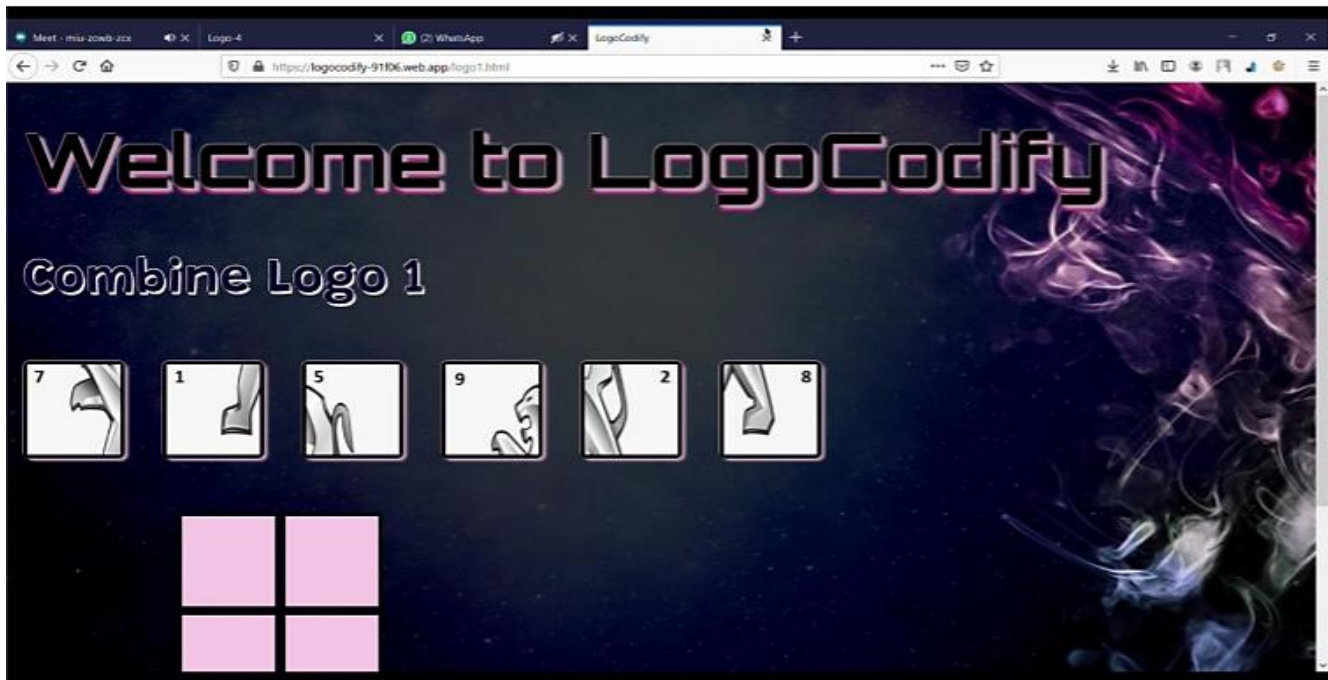 Meet - miu-zowb-zcx Logo-4 (2) WhatsApp LogoCodify
https://logocodify-91f06.web.app/logo1.html
Welcome to LogoCodify
Combine Logo 1
7 1 5 9 2 8